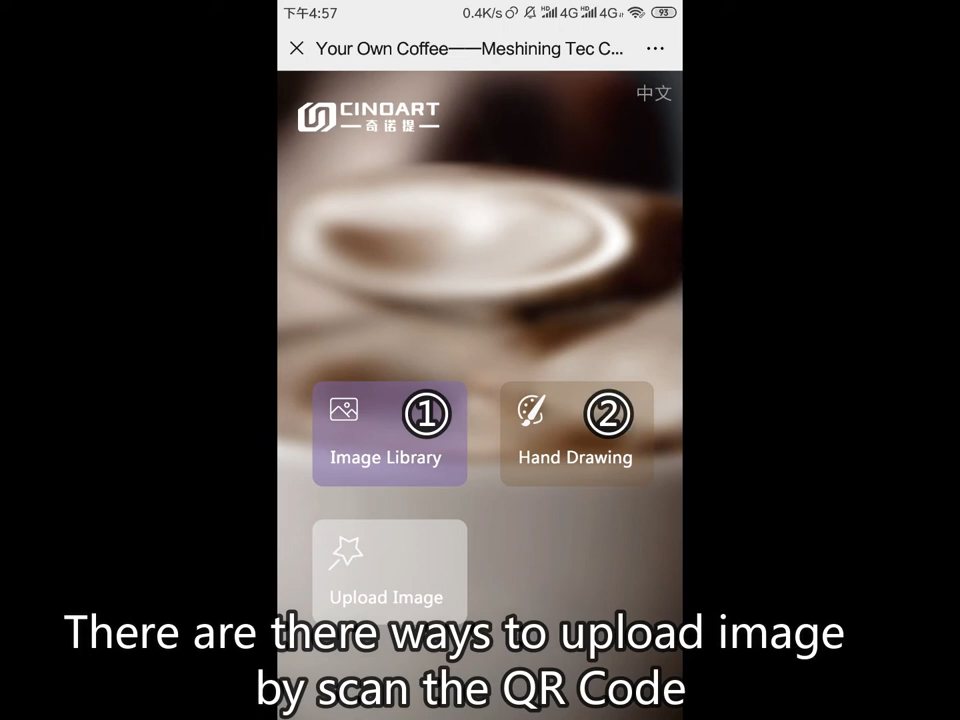 下午4:57
0.4K/s HD 4G HD 4G 93
Your Own Coffee——Meshining Tec C...
中文
CINOART
奇诺提
① ②
Image Library
Hand Drawing
Upload Image
There are there ways to upload image
by scan the QR Code